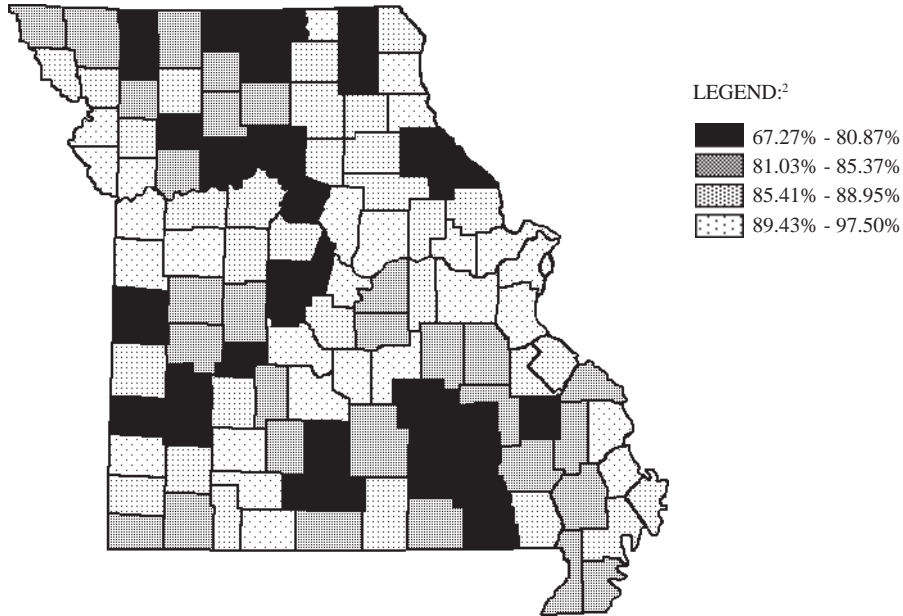 LEGEND:²
67.27% - 80.87%
81.03% - 85.37%
85.41% - 88.95%
89.43% - 97.50%